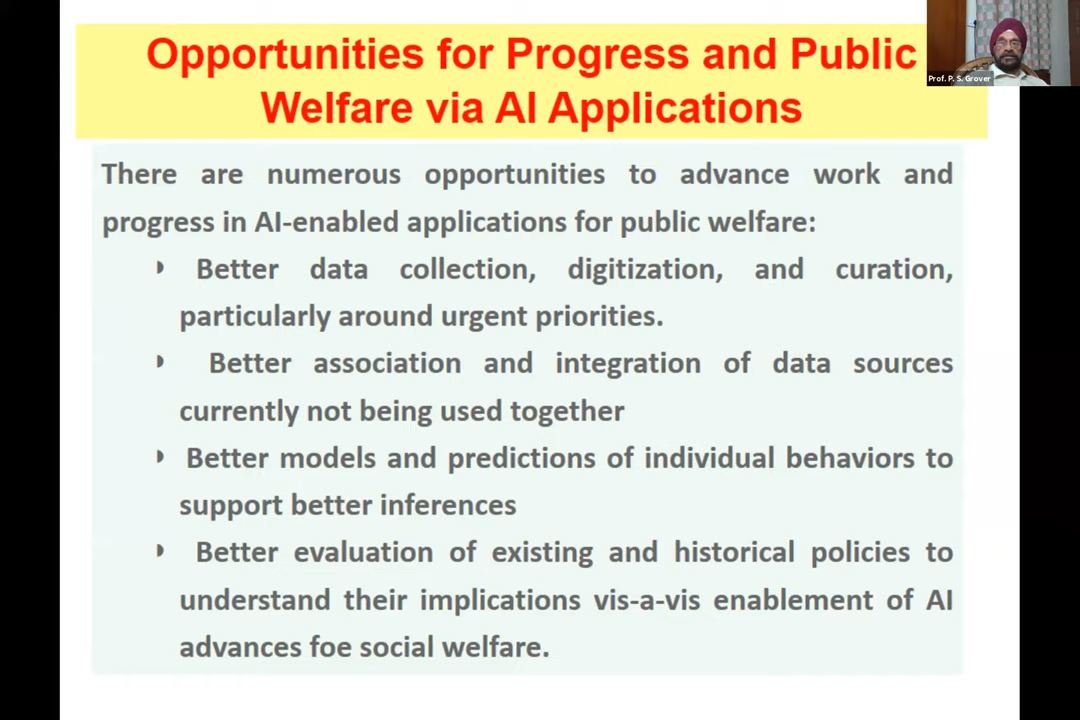 Opportunities for Progress and Public
Welfare via AI Applications
Prof. P. S. Grover
There are numerous opportunities to advance work and
progress in AI-enabled applications for public welfare:
Better data collection, digitization, and curation,
particularly around urgent priorities.
Better association and integration of data sources
currently not being used together
Better models and predictions of individual behaviors to
support better inferences
Better evaluation of existing and historical policies to
understand their implications vis-a-vis enablement of AI
advances foe social welfare.